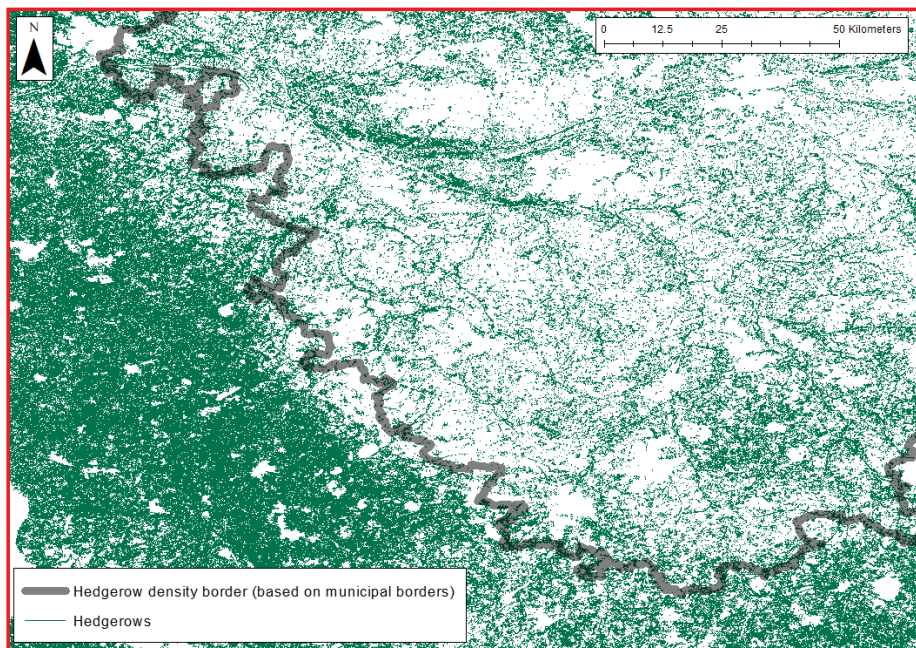 N
0 12.5 25 50 Kilometers
Hedgerow density border (based on municipal borders)
Hedgerows